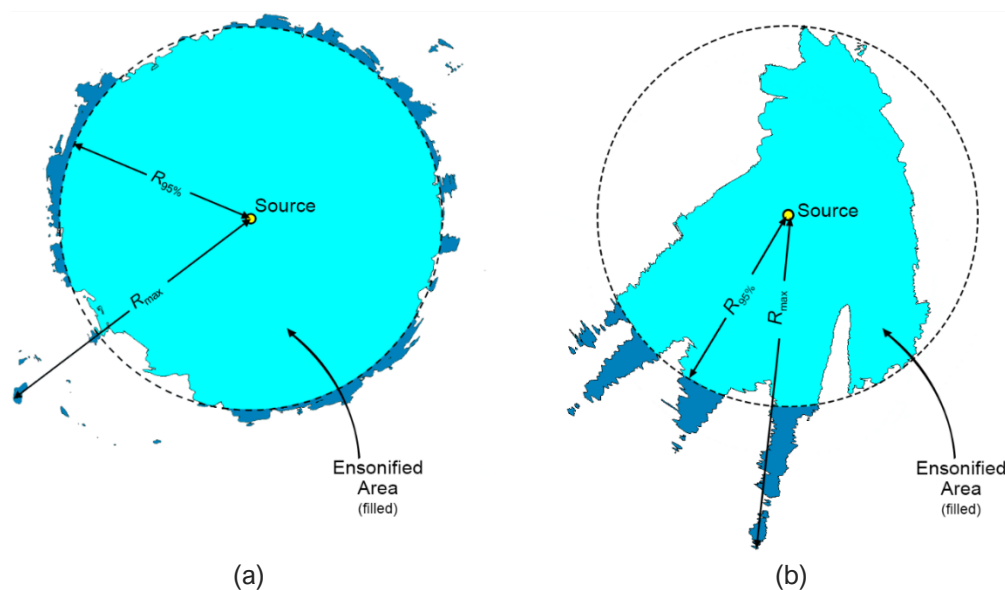 R95%
Source
Rmax
Ensonified
Area
(filled)
(a)
Source
R95%
Rmax
Ensonified
Area
(filled)
(b)